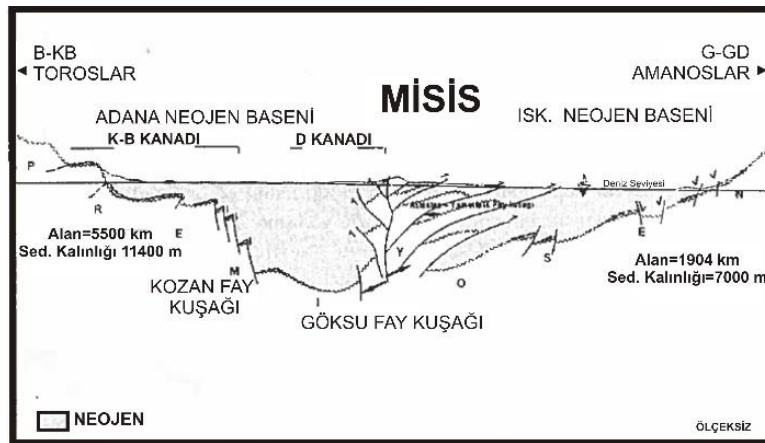 B-KB
TOROSLAR
G-GD
AMANOSLAR
MİSİS
ADANA NEOJEN BASENİ
ISK. NEOJEN BASENİ
K-B KANADI
D KANADI
Deniz Seviyesi
P
R
E
M
I
Y
O
S
E
N
Alan=5500 km
Sed. Kalınlığı 11400 m
Alan=1904 km
Sed. Kalınlığı=7000 m
KOZAN FAY
KUŞAĞI
GÖKSU FAY KUŞAĞI
NEOJEN
ÖLÇEKSİZ